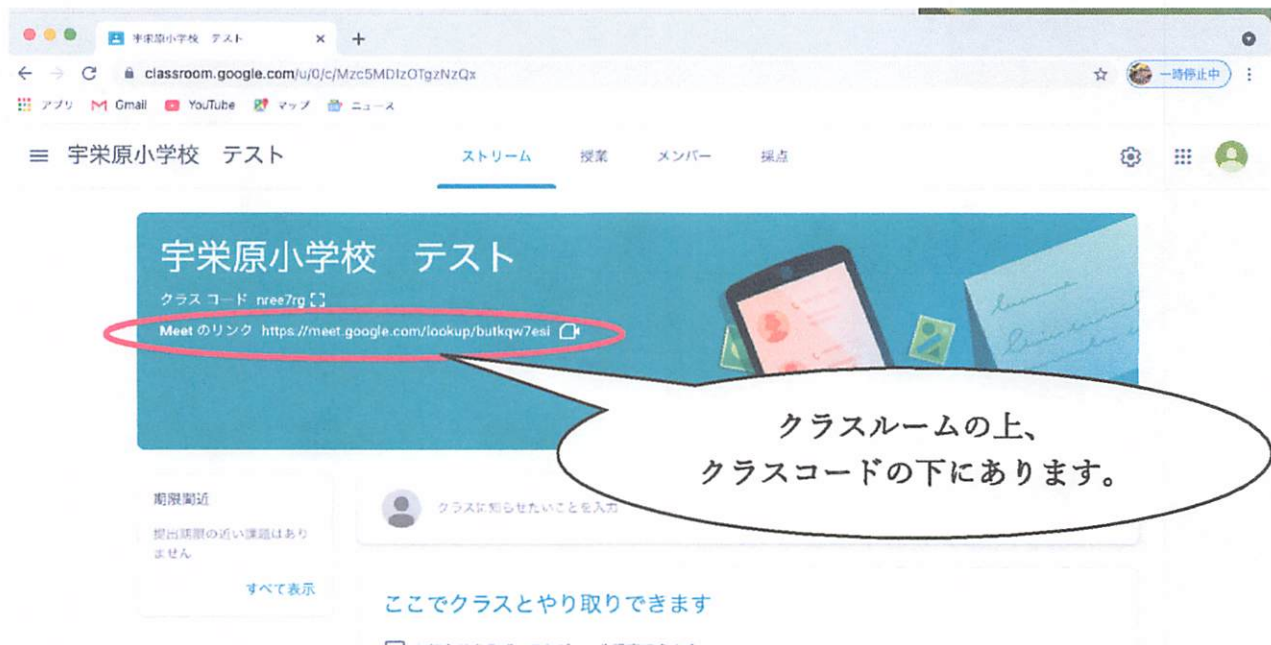 宇栄原小学校 テスト
classroom.google.com/u/0/c/Mzc5MDIzOTgzNzQx
一時停止中
アプリ Gmail YouTube マップ ニュース
宇栄原小学校 テスト
ストリーム 授業 メンバー 採点
宇栄原小学校 テスト
クラス コード nree7rg
Meet のリンク https://meet.google.com/lookup/butkqw7esi
クラスルームの上、
クラスコードの下にあります。
期限間近
クラスに知らせたいことを入力
提出期限の近い課題はあり
ません
すべて表示
ここでクラスとやり取りできます